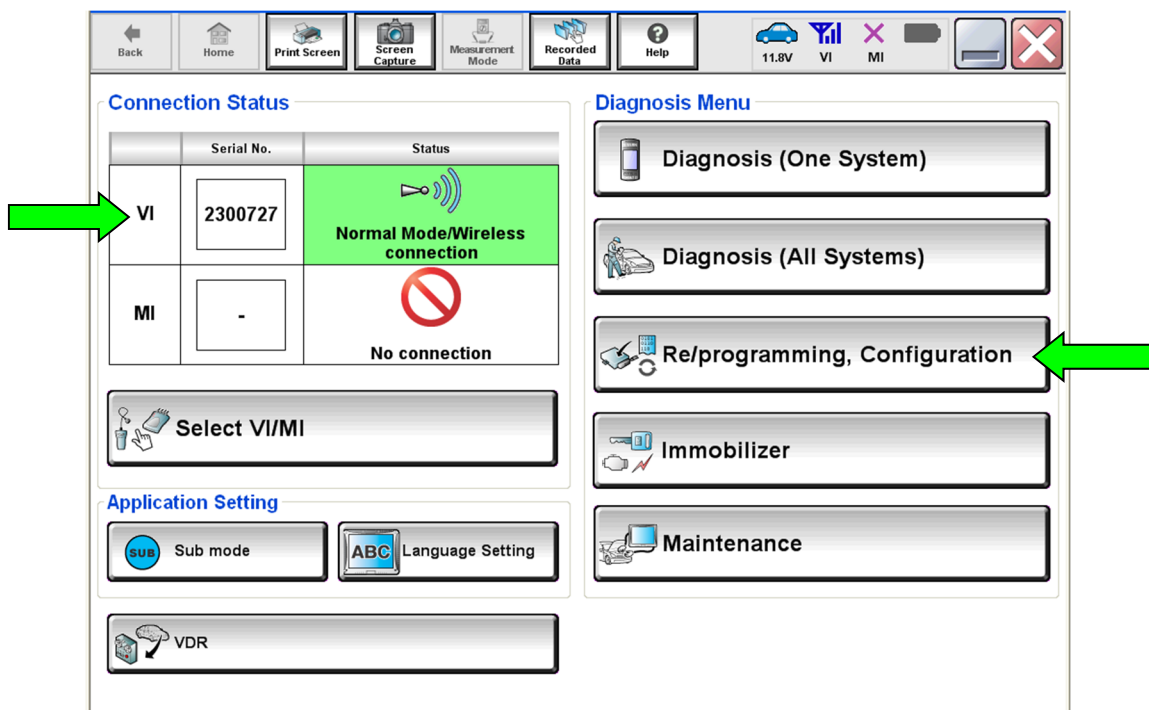 Back
Home
Print Screen
Screen
Capture
Measurement
Mode
Recorded
Data
?
Help
11.8V
VI
MI
Connection Status
Serial No.
Status
VI
2300727
Normal Mode/Wireless
connection
MI
-
No connection
Select VI/MI
Application Setting
SUB
Sub mode
ABC
Language Setting
VDR
Diagnosis Menu
Diagnosis (One System)
Diagnosis (All Systems)
Re/programming, Configuration
Immobilizer
Maintenance